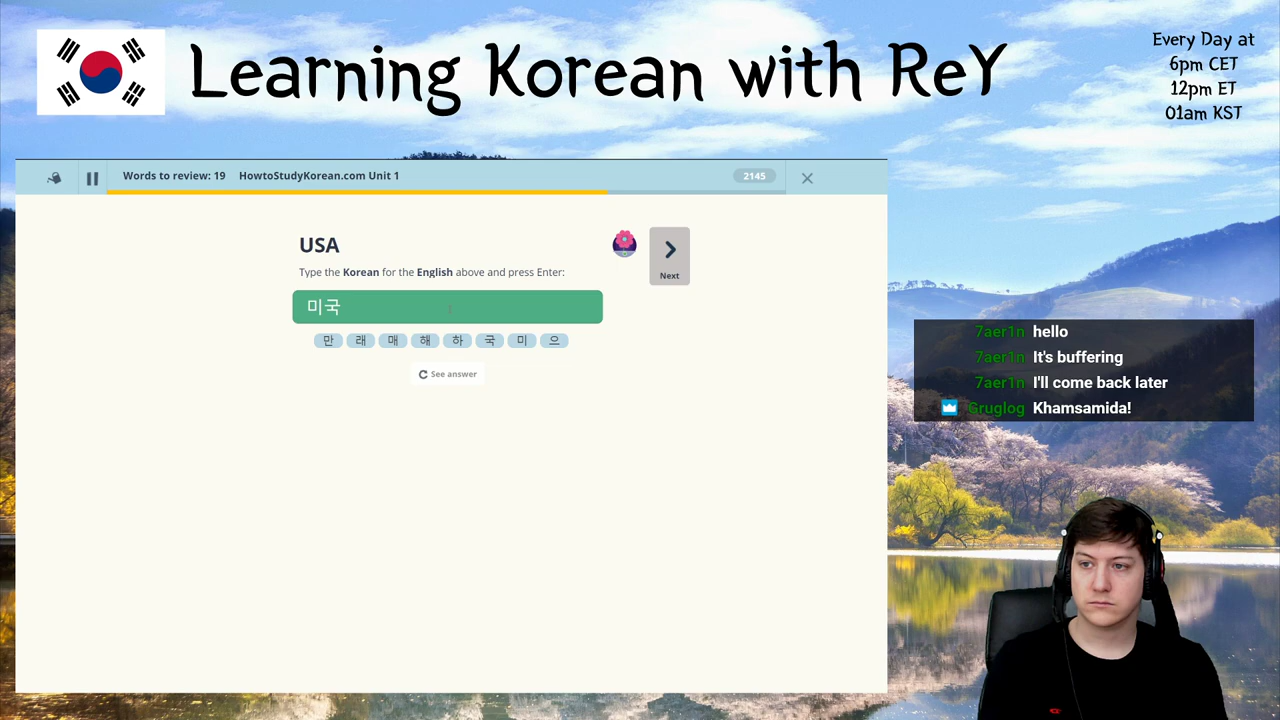 Learning Korean with ReY
Every Day at
6pm CET
12pm ET
01am KST
Words to review: 19 HowtoStudyKorean.com Unit 1
2145
USA
Type the Korean for the English above and press Enter:
미국
Next
만 래 매 해 하 국 미 으
See answer
7aer1n hello
7aer1n It's buffering
7aer1n I'll come back later
Gruglog Khamsamida!